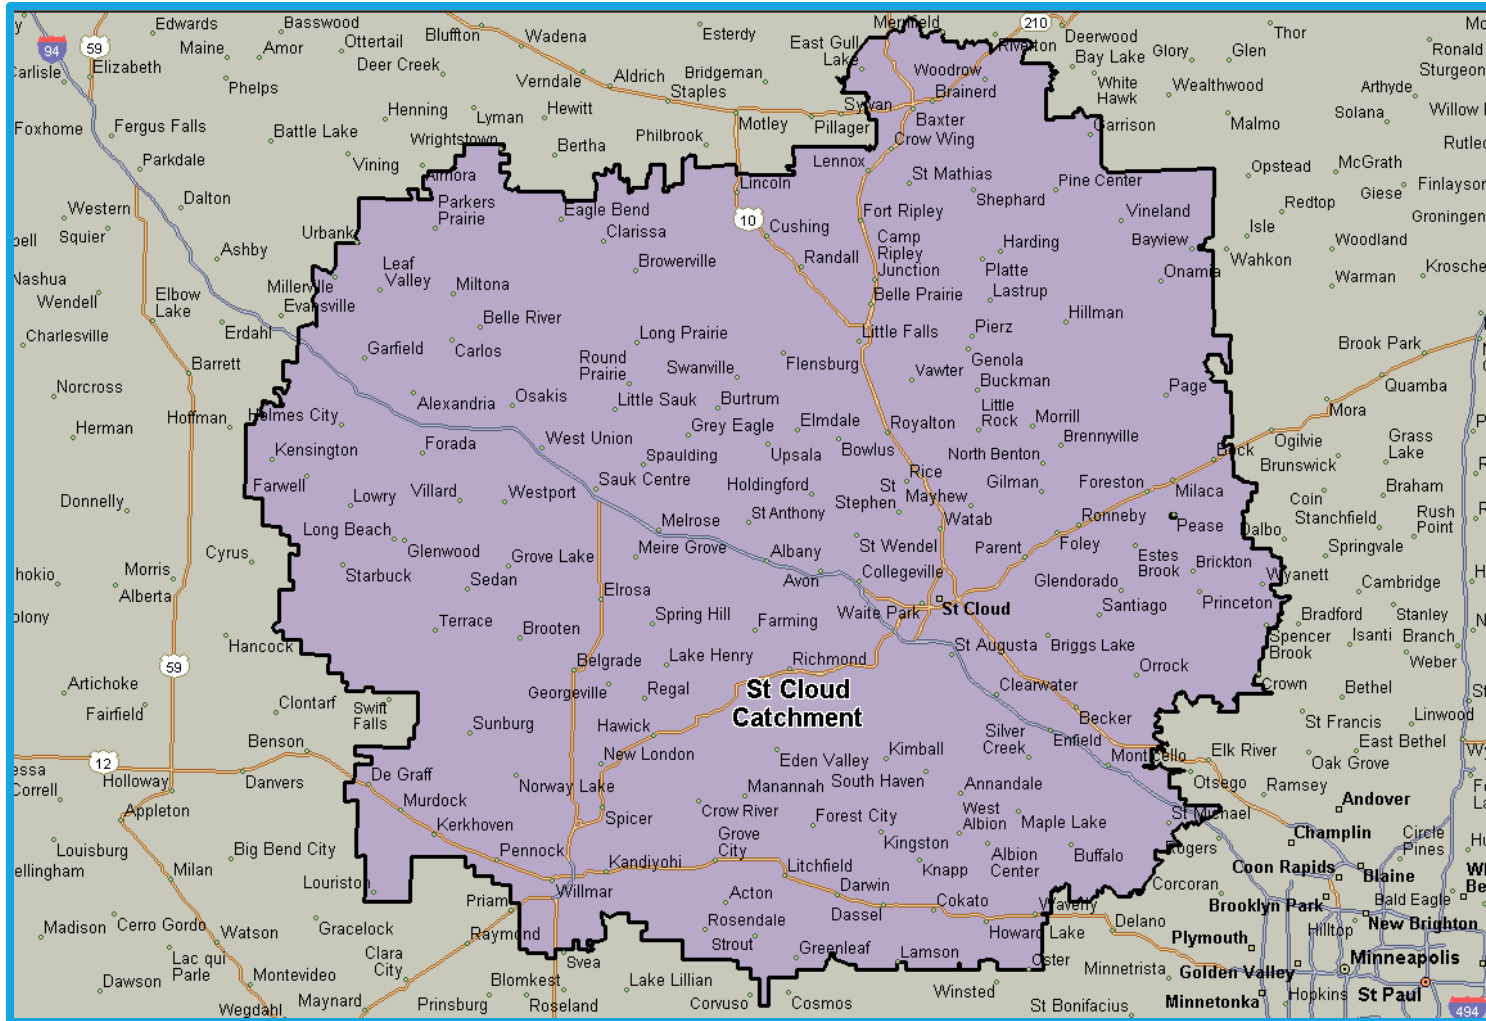 Edwards
Basswood
Merrifield
210
Thor
94
59
Maine
Amor
Ottertail
Bluffton
Wadena
Esterdy
East Gull
Lake
Riverton
Deerwood
Bay Lake
Glory
Glen
Ronald
Sturgeon
Carlisle
Elizabeth
Deer Creek
Verndale
Aldrich
Bridgeman
Woodrow
White
Hawk
Wealthwood
Arthyde
Phelps
Staples
Brainerd
Henning
Lyman
Hewitt
Motley
Pillager
Sylvan
Baxter
Garrison
Malmo
Solana
Willow
Foxhome
Fergus Falls
Battle Lake
Wrightstown
Bertha
Philbrook
Crow Wing
Parkdale
Vining
Almora
Lennox
St Mathias
Pine Center
Opstead
McGrath
Giese
Finlayson
Dalton
Parkers
Prairie
Eagle Bend
Lincoln
Shephard
Redtop
Western
Squier
Urbank
Clarissa
10
Cushing
Fort Ripley
Vineland
Isle
Groningen
Ashby
Leaf
Valley
Browerville
Randall
Camp
Ripley
Junction
Harding
Bayview
Wahkon
Woodland
Nashua
Wendell
Elbow
Lake
Millerville
Evansville
Miltona
Belle Prairie
Platte
Lastrup
Onamia
Warman
Charlesville
Erdahl
Belle River
Long Prairie
Little Falls
Pierz
Hillman
Barrett
Garfield
Carlos
Round
Prairie
Swanville
Flensburg
Genola
Brook Park
Norcross
Vawter
Buckman
Page
Quamba
Hoffman
Holmes City
Alexandria
Osakis
Little Sauk
Burtrum
Elmdale
Royalton
Little
Rock
Morrill
Mora
Herman
Kensington
Forada
West Union
Grey Eagle
Upsala
Bowlus
Brennyville
Bock
Ogilvie
Grass
Lake
Farwell
Spaulding
Rice
North Benton
Brunswick
Donnelly
Lowry
Villard
Westport
Sauk Centre
Holdingford
St
Stephen
Mayhew
Gilman
Foreston
Milaca
Coin
Braham
Long Beach
Melrose
St Anthony
Watab
Ronneby
Pease
Dalbo
Stanchfield
Rush
Point
Cyrus
Glenwood
Grove Lake
Meire Grove
Albany
St Wendel
Parent
Foley
Estes
Brook
Brickton
Springvale
Morris
Starbuck
Sedan
Avon
Collegeville
Glendorado
Wyanett
Cambridge
Alberta
Elrosa
Waite Park
St Cloud
Santiago
Princeton
Bradford
Stanley
Terrace
Brooten
Spring Hill
Farming
St Augusta
Briggs Lake
Spencer
Brook
Isanti
Branch
Hancock
59
Belgrade
Lake Henry
Richmond
Orrock
Weber
Artichoke
Georgeville
Regal
St Cloud
Catchment
Clearwater
Crown
Bethel
Fairfield
Clontarf
Swift
Falls
Sunburg
Hawick
Becker
St Francis
Linwood
Benson
Silver
Creek
Enfield
East Bethel
12
New London
Eden Valley
Kimball
Monticello
Elk River
Oak Grove
Correll
Holloway
Danvers
De Graff
Norway Lake
Manannah
South Haven
Annandale
Otsego
Ramsey
Appleton
Murdock
Crow River
West
Albion
Andover
Kerkhoven
Spicer
Forest City
Maple Lake
St Michael
Champlin
Circle
Pines
Louisburg
Big Bend City
Pennock
Grove
City
Kingston
Albion
Center
Buffalo
Rogers
Milan
Louriston
Kandiyohi
Litchfield
Knapp
Coon Rapids
Blaine
Willmar
Acton
Darwin
Corcoran
Bald Eagle
Priam
Dassel
Cokato
Waverly
Brooklyn Park
Madison
Cerro Gordo
Watson
Gracelock
Raymond
Rosendale
Howard Lake
Delano
Hilltop
New Brighton
Lac qui
Parle
Clara
City
Strout
Greenleaf
Lamson
Plymouth
Montevideo
Svea
Oster
Minnetrista
Golden Valley
Minneapolis
Dawson
Blomkest
Lake Lillian
Winsted
Wegdahl
Maynard
Prinsburg
Roseland
Corvuso
Cosmos
St Bonifacius
Minnetonka
Hopkins
St Paul
494